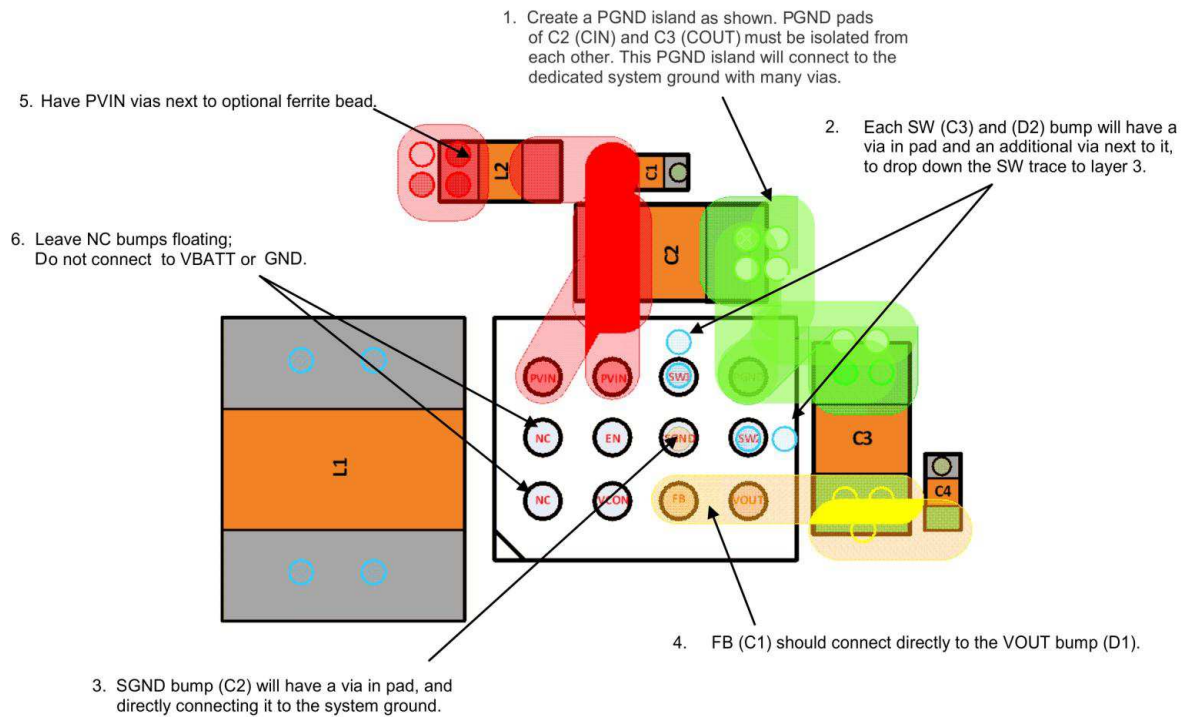 1. Create a PGND island as shown. PGND pads
of C2 (CIN) and C3 (COUT) must be isolated from
each other. This PGND island will connect to the
dedicated system ground with many vias.
5. Have PVIN vias next to optional ferrite bead.
2. Each SW (C3) and (D2) bump will have a
via in pad and an additional via next to it,
to drop down the SW trace to layer 3.
6. Leave NC bumps floating;
Do not connect to VBATT or GND.
L2
C1
C2
PVIN
PVIN
SW1
NC
EN
SGND
SW2
C3
L1
NC
VCON
FB
VOUT
C4
4. FB (C1) should connect directly to the VOUT bump (D1).
3. SGND bump (C2) will have a via in pad, and
directly connecting it to the system ground.